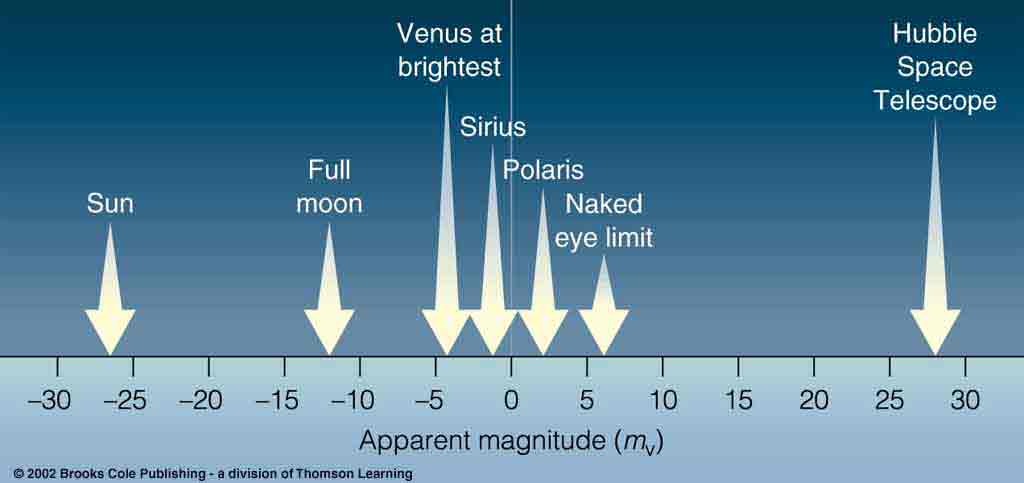 Venus at
brightest
Hubble
Space
Telescope
Sirius
Full
moon
Polaris
Sun
Naked
eye limit
–30 –25 –20 –15 –10 –5 0 5 10 15 20 25 30
Apparent magnitude (mv)
© 2002 Brooks Cole Publishing - a division of Thomson Learning